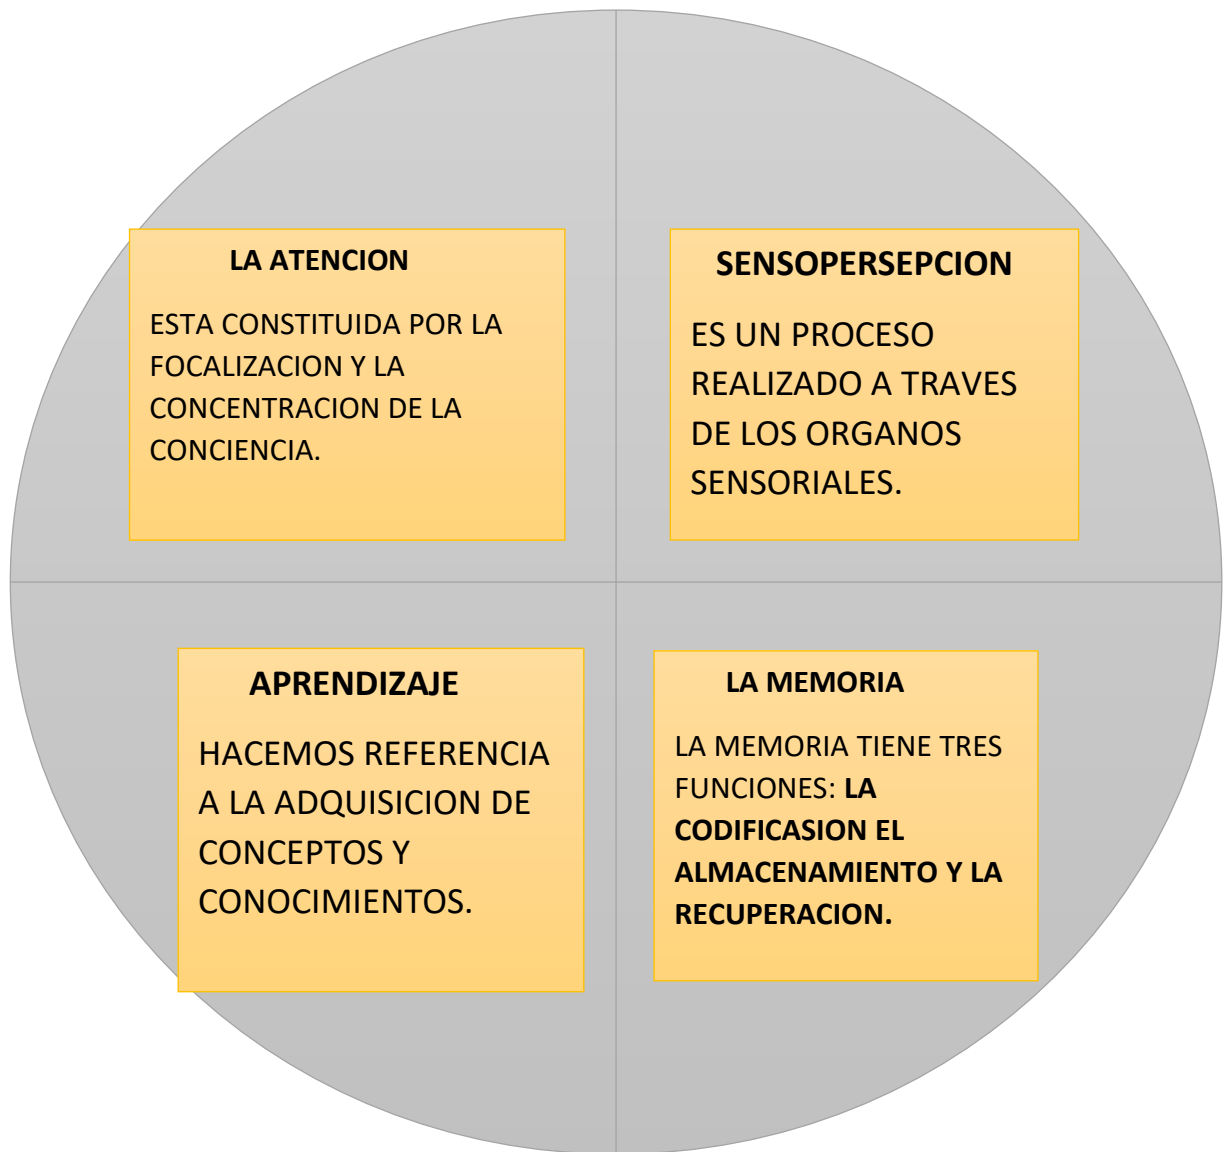 LA ATENCION
ESTA CONSTITUIDA POR LA
FOCALIZACION Y LA
CONCENTRACION DE LA
CONCIENCIA.
SENSOPERSEPCION
ES UN PROCESO
REALIZADO A TRAVES
DE LOS ORGANOS
SENSORIALES.
APRENDIZAJE
HACEMOS REFERENCIA
A LA ADQUISICION DE
CONCEPTOS Y
CONOCIMIENTOS.
LA MEMORIA
LA MEMORIA TIENE TRES
FUNCIONES: LA
CODIFICASION EL
ALMACENAMIENTO Y LA
RECUPERACION.